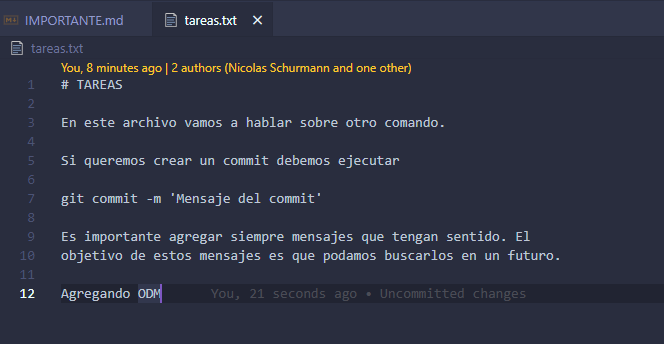 IMPORTANTE.md tareas.txt
tareas.txt
You, 8 minutes ago | 2 authors (Nicolas Schurmann and one other)
1 # TAREAS
2
3 En este archivo vamos a hablar sobre otro comando.
4
5 Si queremos crear un commit debemos ejecutar
6
7 git commit -m 'Mensaje del commit'
8
9 Es importante agregar siempre mensajes que tengan sentido. El
10 objetivo de estos mensajes es que podamos buscarlos en un futuro.
11
12 Agregando ODM You, 21 seconds ago • Uncommitted changes